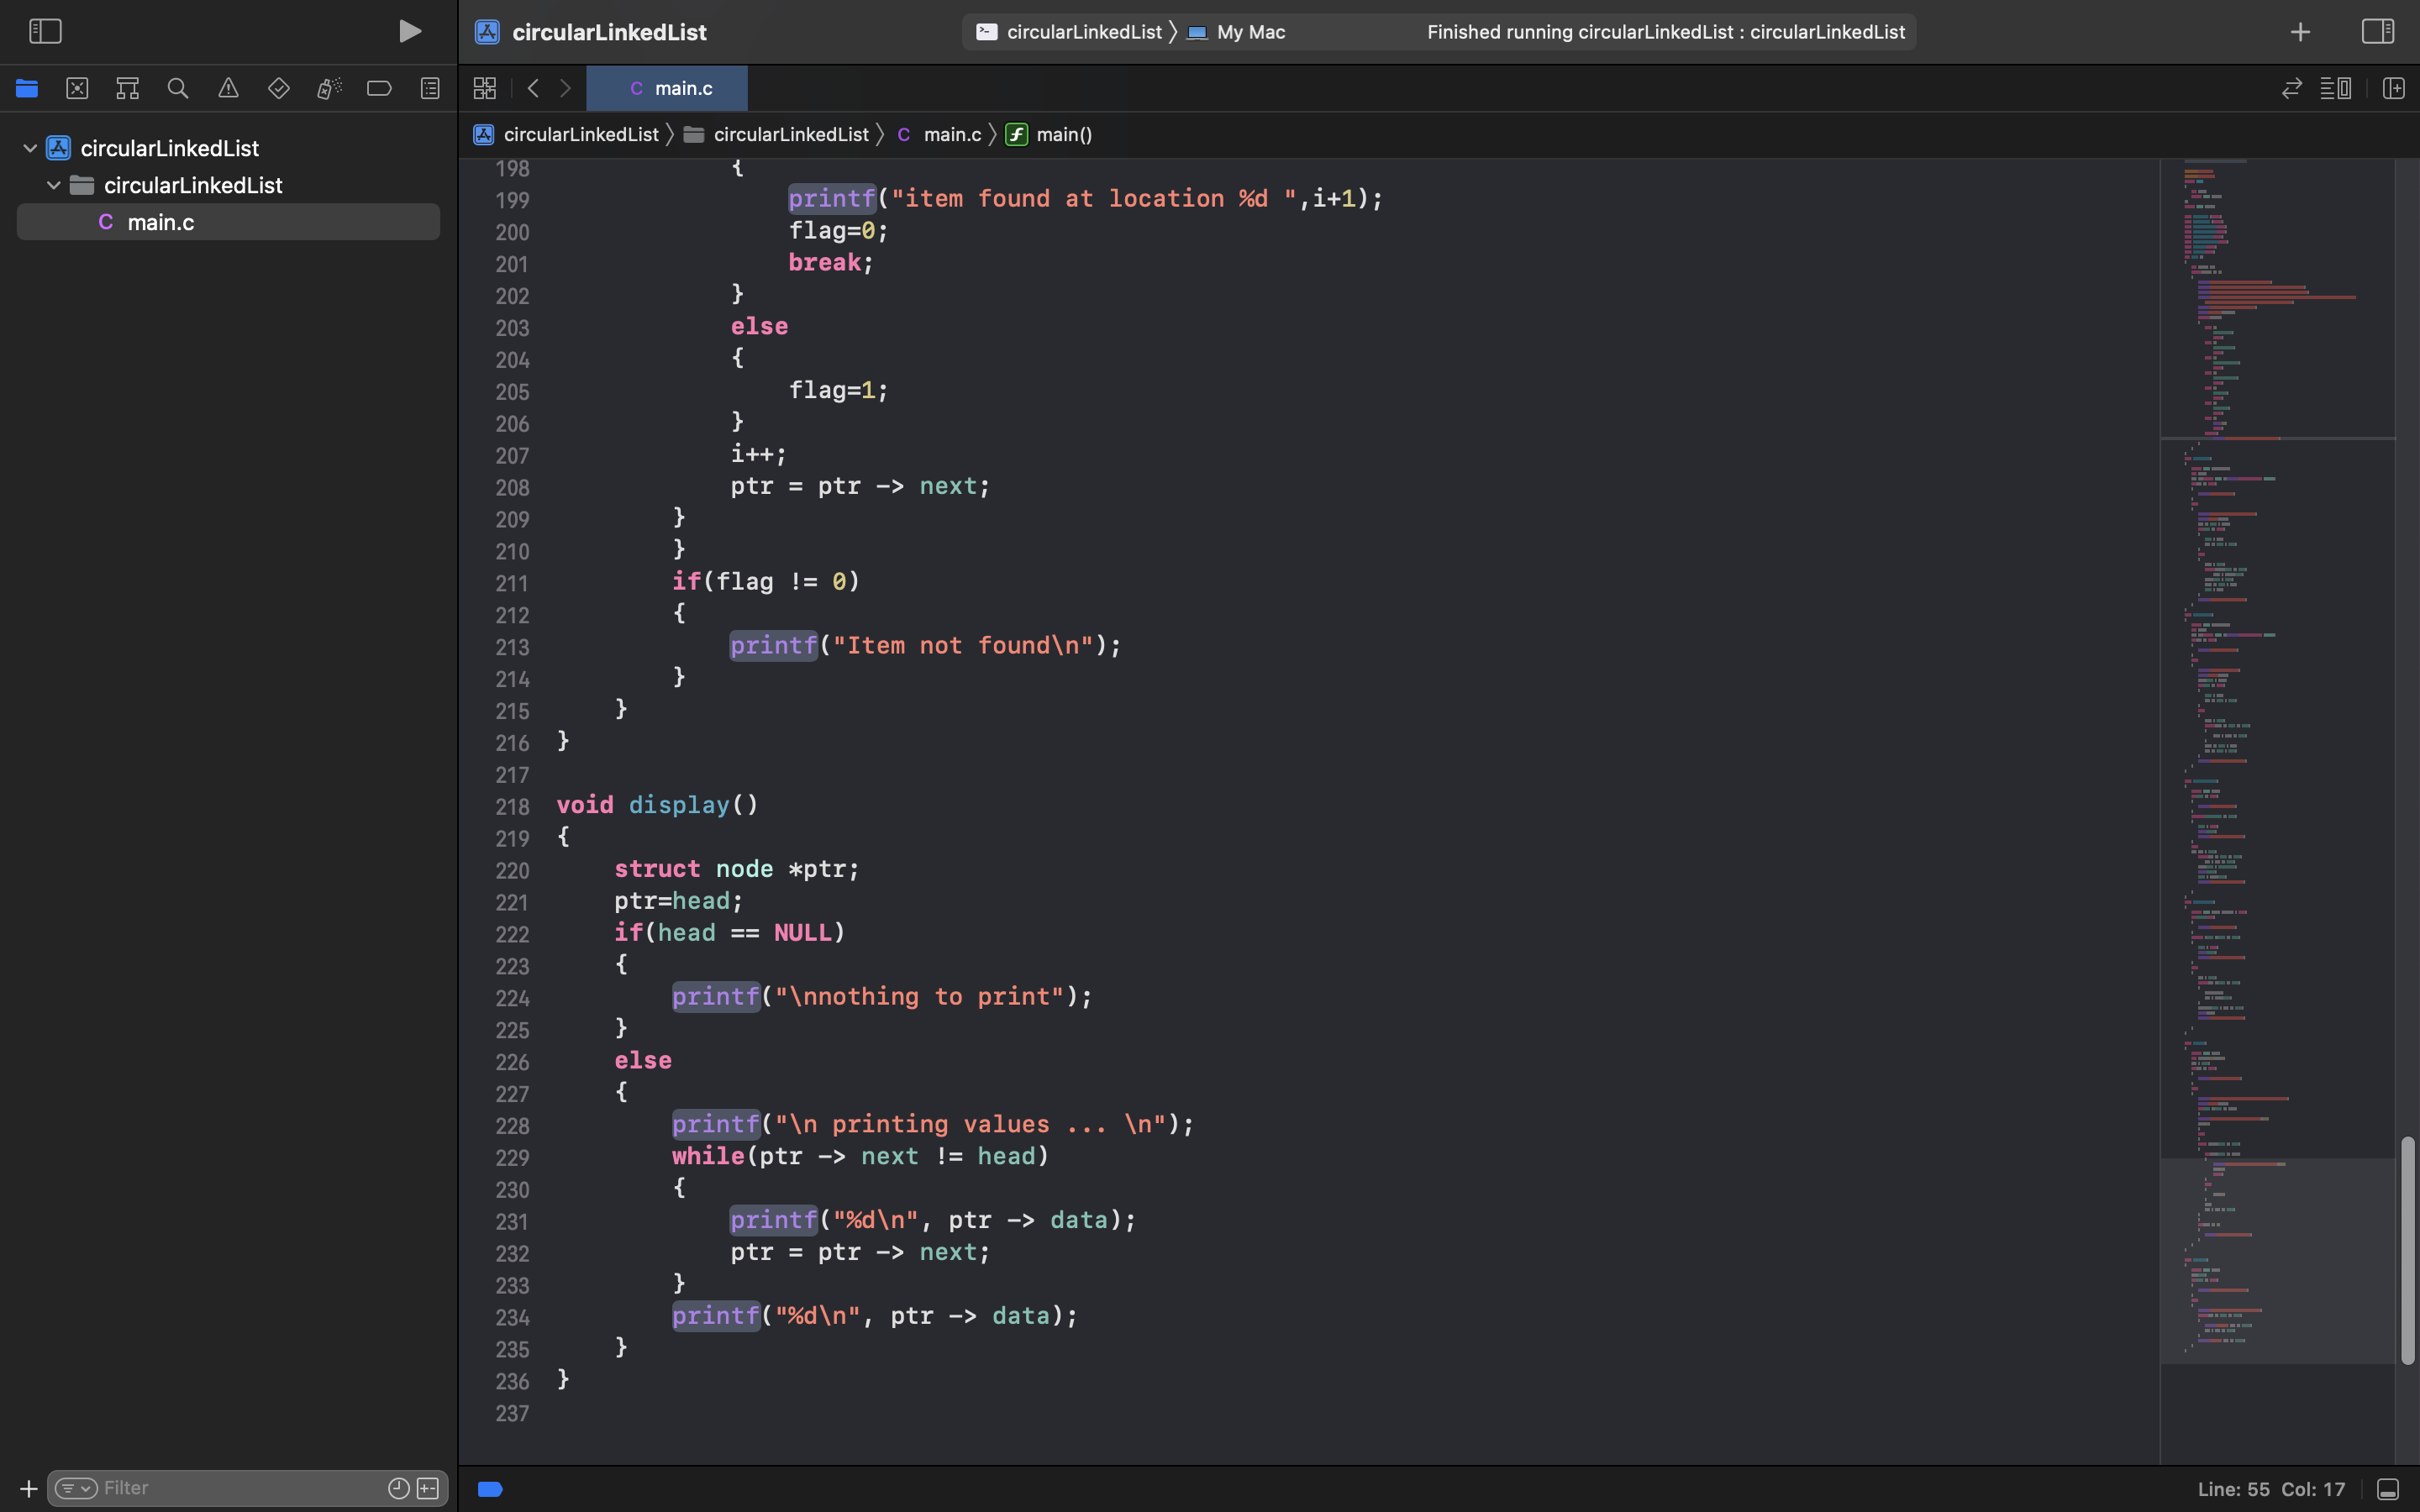 circularLinkedList
circularLinkedList
My Mac
Finished running circularLinkedList : circularLinkedList
C main.c
circularLinkedList
circularLinkedList
C main.c
main()
circularLinkedList
circularLinkedList
C main.c
198 {
199 printf("item found at location %d ",i+1);
200 flag=0;
201 break;
202 }
203 else
204 {
205 flag=1;
206 }
207 i++;
208 ptr = ptr -> next;
209 }
210 }
211 if(flag != 0)
212 {
213 printf("Item not found\n");
214 }
215 }
216 }
217
218 void display()
219 {
220 struct node *ptr;
221 ptr=head;
222 if(head == NULL)
223 {
224 printf("\nnothing to print");
225 }
226 else
227 {
228 printf("\n printing values ... \n");
229 while(ptr -> next != head)
230 {
231 printf("%d\n", ptr -> data);
232 ptr = ptr -> next;
233 }
234 printf("%d\n", ptr -> data);
235 }
236 }
237
Filter
Line: 55 Col: 17